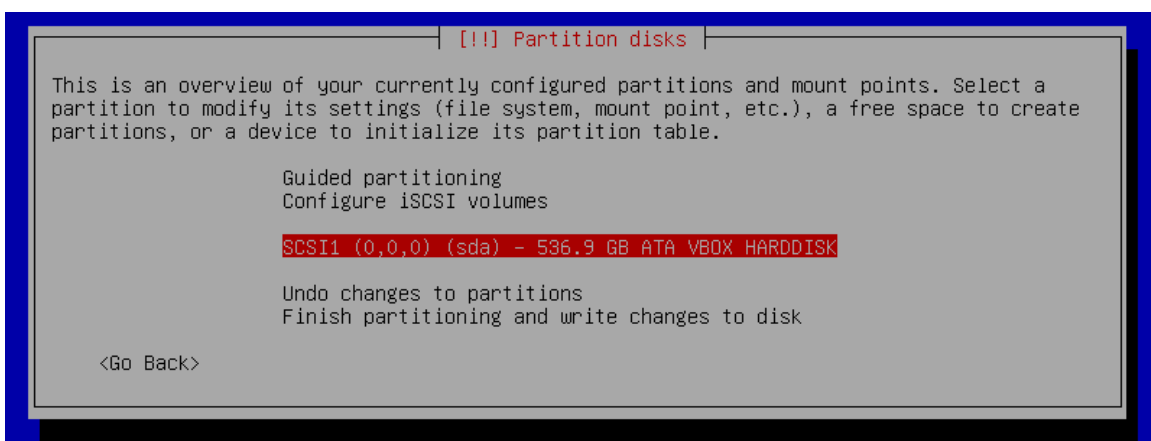 [!!] Partition disks
This is an overview of your currently configured partitions and mount points. Select a
partition to modify its settings (file system, mount point, etc.), a free space to create
partitions, or a device to initialize its partition table.
Guided partitioning
Configure iSCSI volumes
SCSI1 (0,0,0) (sda) – 536.9 GB ATA VBOX HARDDISK
Undo changes to partitions
Finish partitioning and write changes to disk
<Go Back>